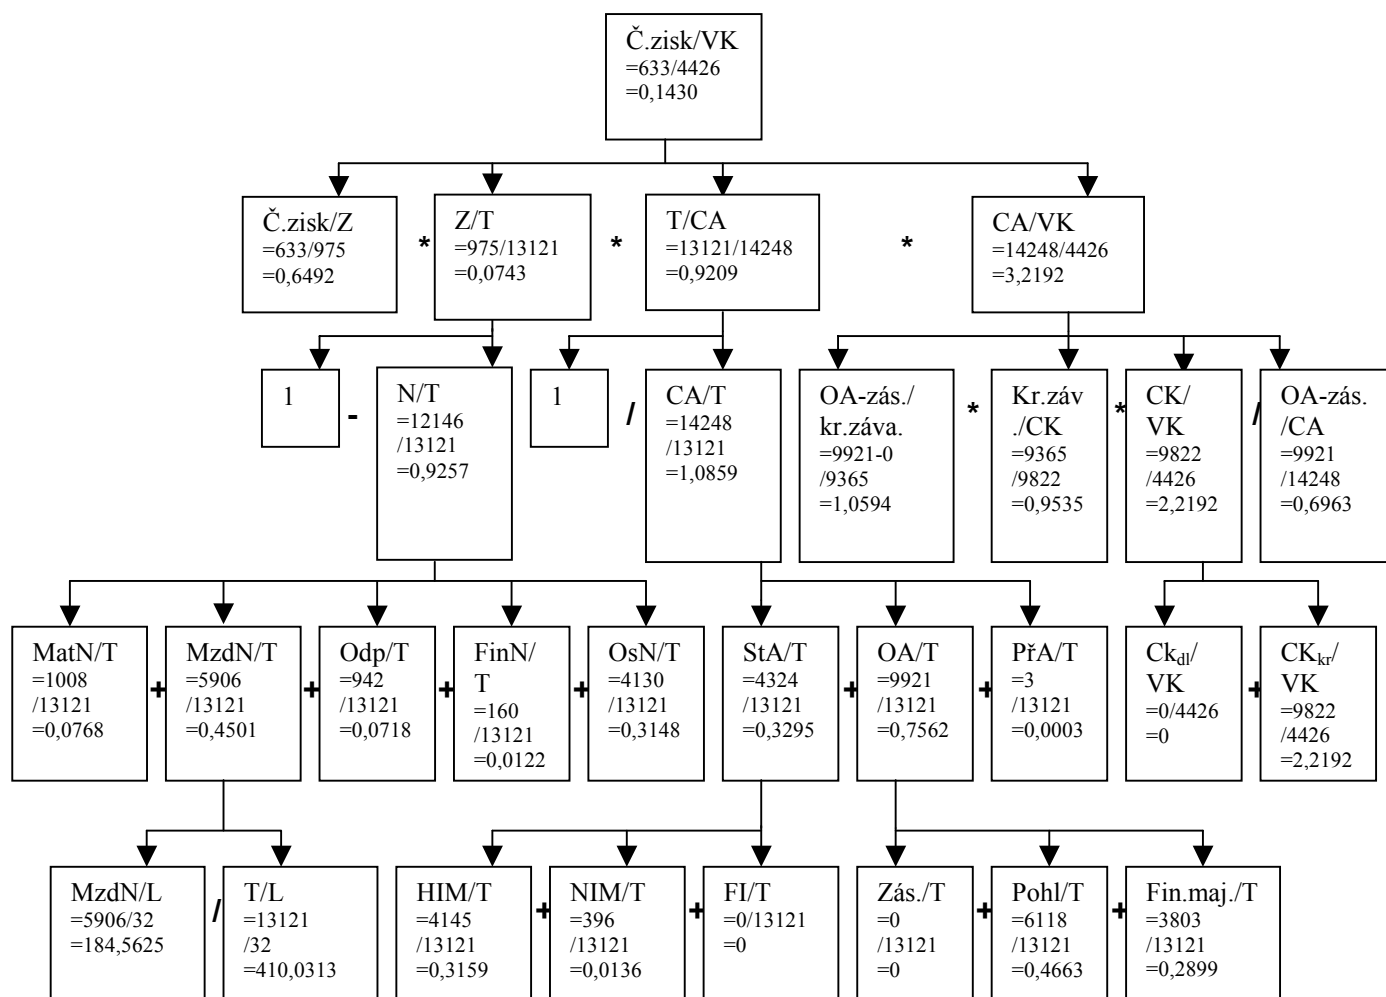 Č.zisk/VK
=633/4426
=0,1430
Č.zisk/Z
=633/975
=0,6492
*
Z/T
=975/13121
=0,0743
*
T/CA
=13121/14248
=0,9209
*
CA/VK
=14248/4426
=3,2192
1
-
N/T
=12146
/13121
=0,9257
1
/
CA/T
=14248
/13121
=1,0859
OA-zás./
kr.záva.
=9921-0
/9365
=1,0594
*
Kr.záv
./CK
=9365
/9822
=0,9535
*
CK/
VK
=9822
/4426
=2,2192
/
OA-zás.
/CA
=9921
/14248
=0,6963
MatN/T
=1008
/13121
=0,0768
+
MzdN/T
=5906
/13121
=0,4501
+
Odp/T
=942
/13121
=0,0718
+
FinN/
T
=160
/13121
=0,0122
+
OsN/T
=4130
/13121
=0,3148
StA/T
=4324
/13121
=0,3295
+
OA/T
=9921
/13121
=0,7562
+
PřA/T
=3
/13121
=0,0003
Ckdl/
VK
=0/4426
=0
+
CKkr/
VK
=9822
/4426
=2,2192
MzdN/L
=5906/32
=184,5625
/
T/L
=13121
/32
=410,0313
HIM/T
=4145
/13121
=0,3159
+
NIM/T
=396
/13121
=0,0136
+
FI/T
=0/13121
=0
Zás./T
=0
/13121
=0
+
Pohl/T
=6118
/13121
=0,4663
+
Fin.maj./T
=3803
/13121
=0,2899